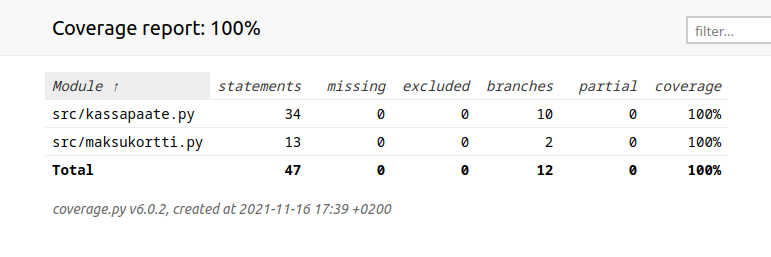 Coverage report: 100%
filter...
Module ↑ statements missing excluded branches partial coverage
src/kassapaate.py 34 0 0 10 0 100%
src/maksukortti.py 13 0 0 2 0 100%
Total 47 0 0 12 0 100%
coverage.py v6.0.2, created at 2021-11-16 17:39 +0200